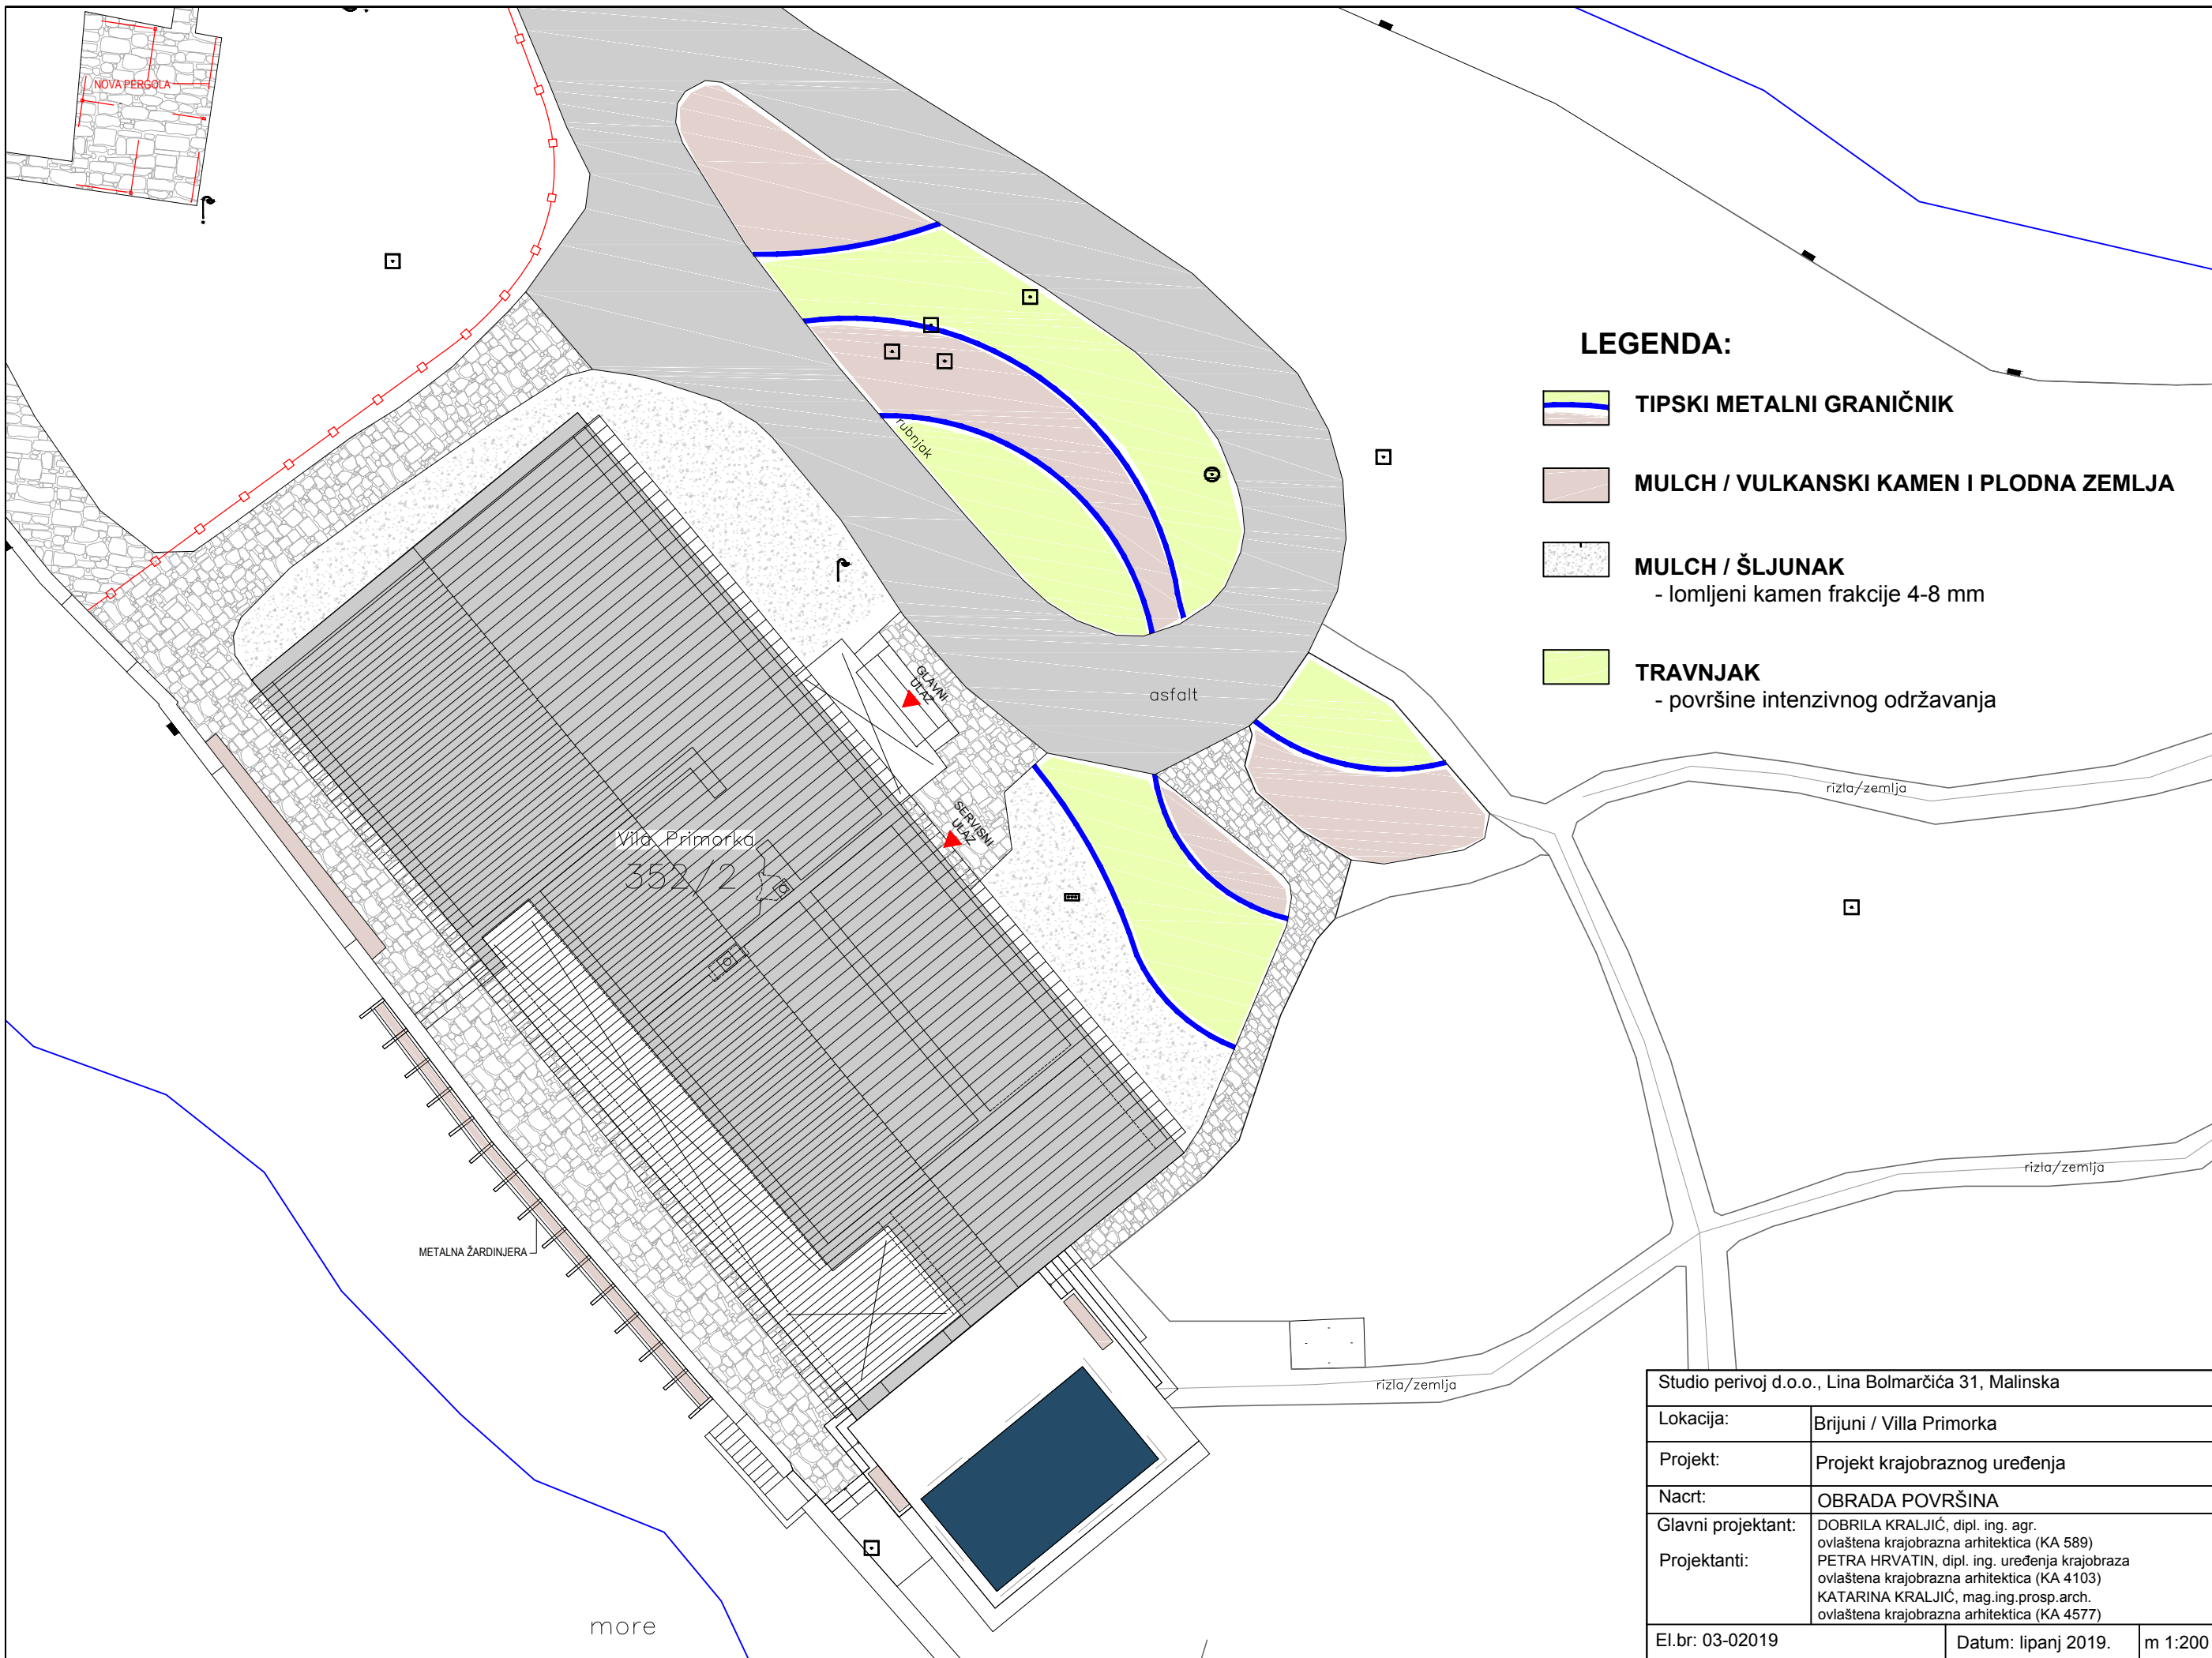 NOVA PERGOLA
rubnjak
LEGENDA:
TIPSKI METALNI GRANIČNIK
MULCH / VULKANSKI KAMEN I PLODNA ZEMLJA
MULCH / ŠLJUNAK
- lomljeni kamen frakcije 4-8 mm
TRAVNJAK
- površine intenzivnog održavanja
GLAVNI
ULAZ
asfalt
rizla/zemlja
SERVISNI
ULAZ
Vila Primorka
352/2
rizla/zemlja
METALNA ŽARDINJERA
rizla/zemlja
more
Studio perivoj d.o.o., Lina Bolmarčića 31, Malinska
Lokacija: Brijuni / Villa Primorka
Projekt: Projekt krajobraznog uređenja
Nacrt: OBRADA POVRŠINA
Glavni projektant: DOBRILA KRALJIĆ, dipl. ing. agr.
ovlaštena krajobrazna arhitektica (KA 589)
Projektanti: PETRA HRVATIN, dipl. ing. uređenja krajobraza
ovlaštena krajobrazna arhitektica (KA 4103)
KATARINA KRALJIĆ, mag.ing.prosp.arch.
ovlaštena krajobrazna arhitektica (KA 4577)
El.br: 03-02019 Datum: lipanj 2019. m 1:200